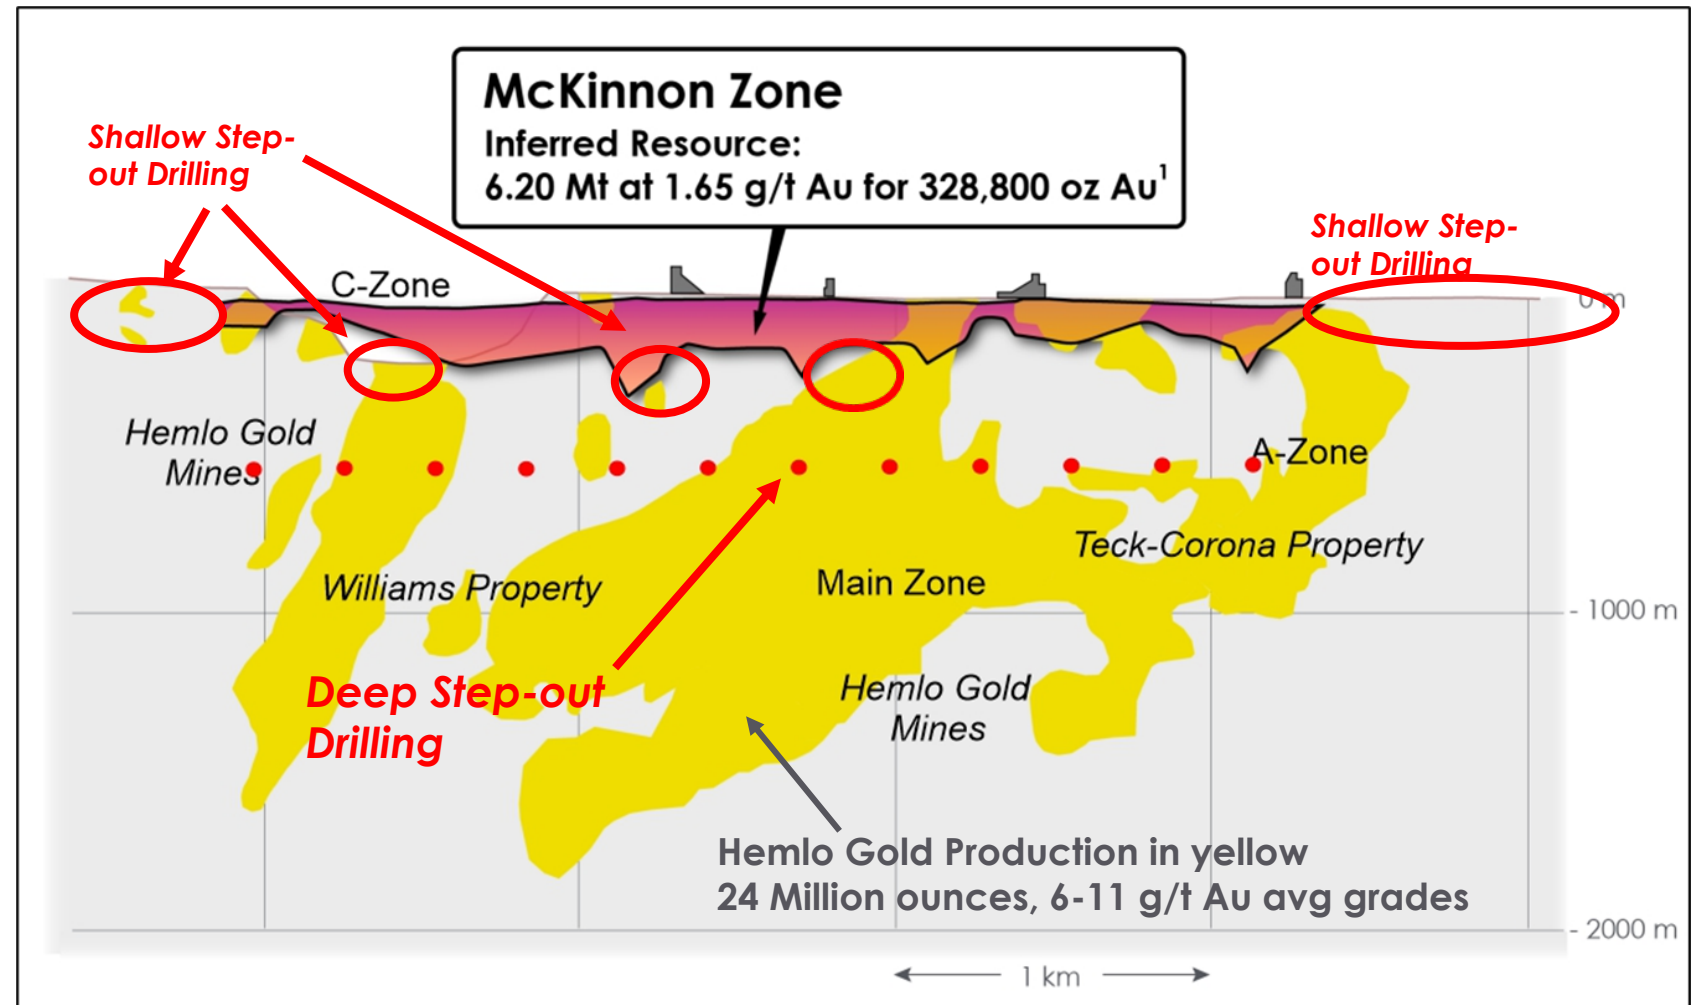 McKinnon Zone
Inferred Resource:
6.20 Mt at 1.65 g/t Au for 328,800 oz Au¹
Shallow Step-
out Drilling
Shallow Step-
out Drilling
C-Zone
0 m
Hemlo Gold
Mines
A-Zone
Teck-Corona Property
Williams Property
Main Zone
- 1000 m
Deep Step-out
Drilling
Hemlo Gold
Mines
Hemlo Gold Production in yellow
24 Million ounces, 6-11 g/t Au avg grades
- 2000 m
1 km